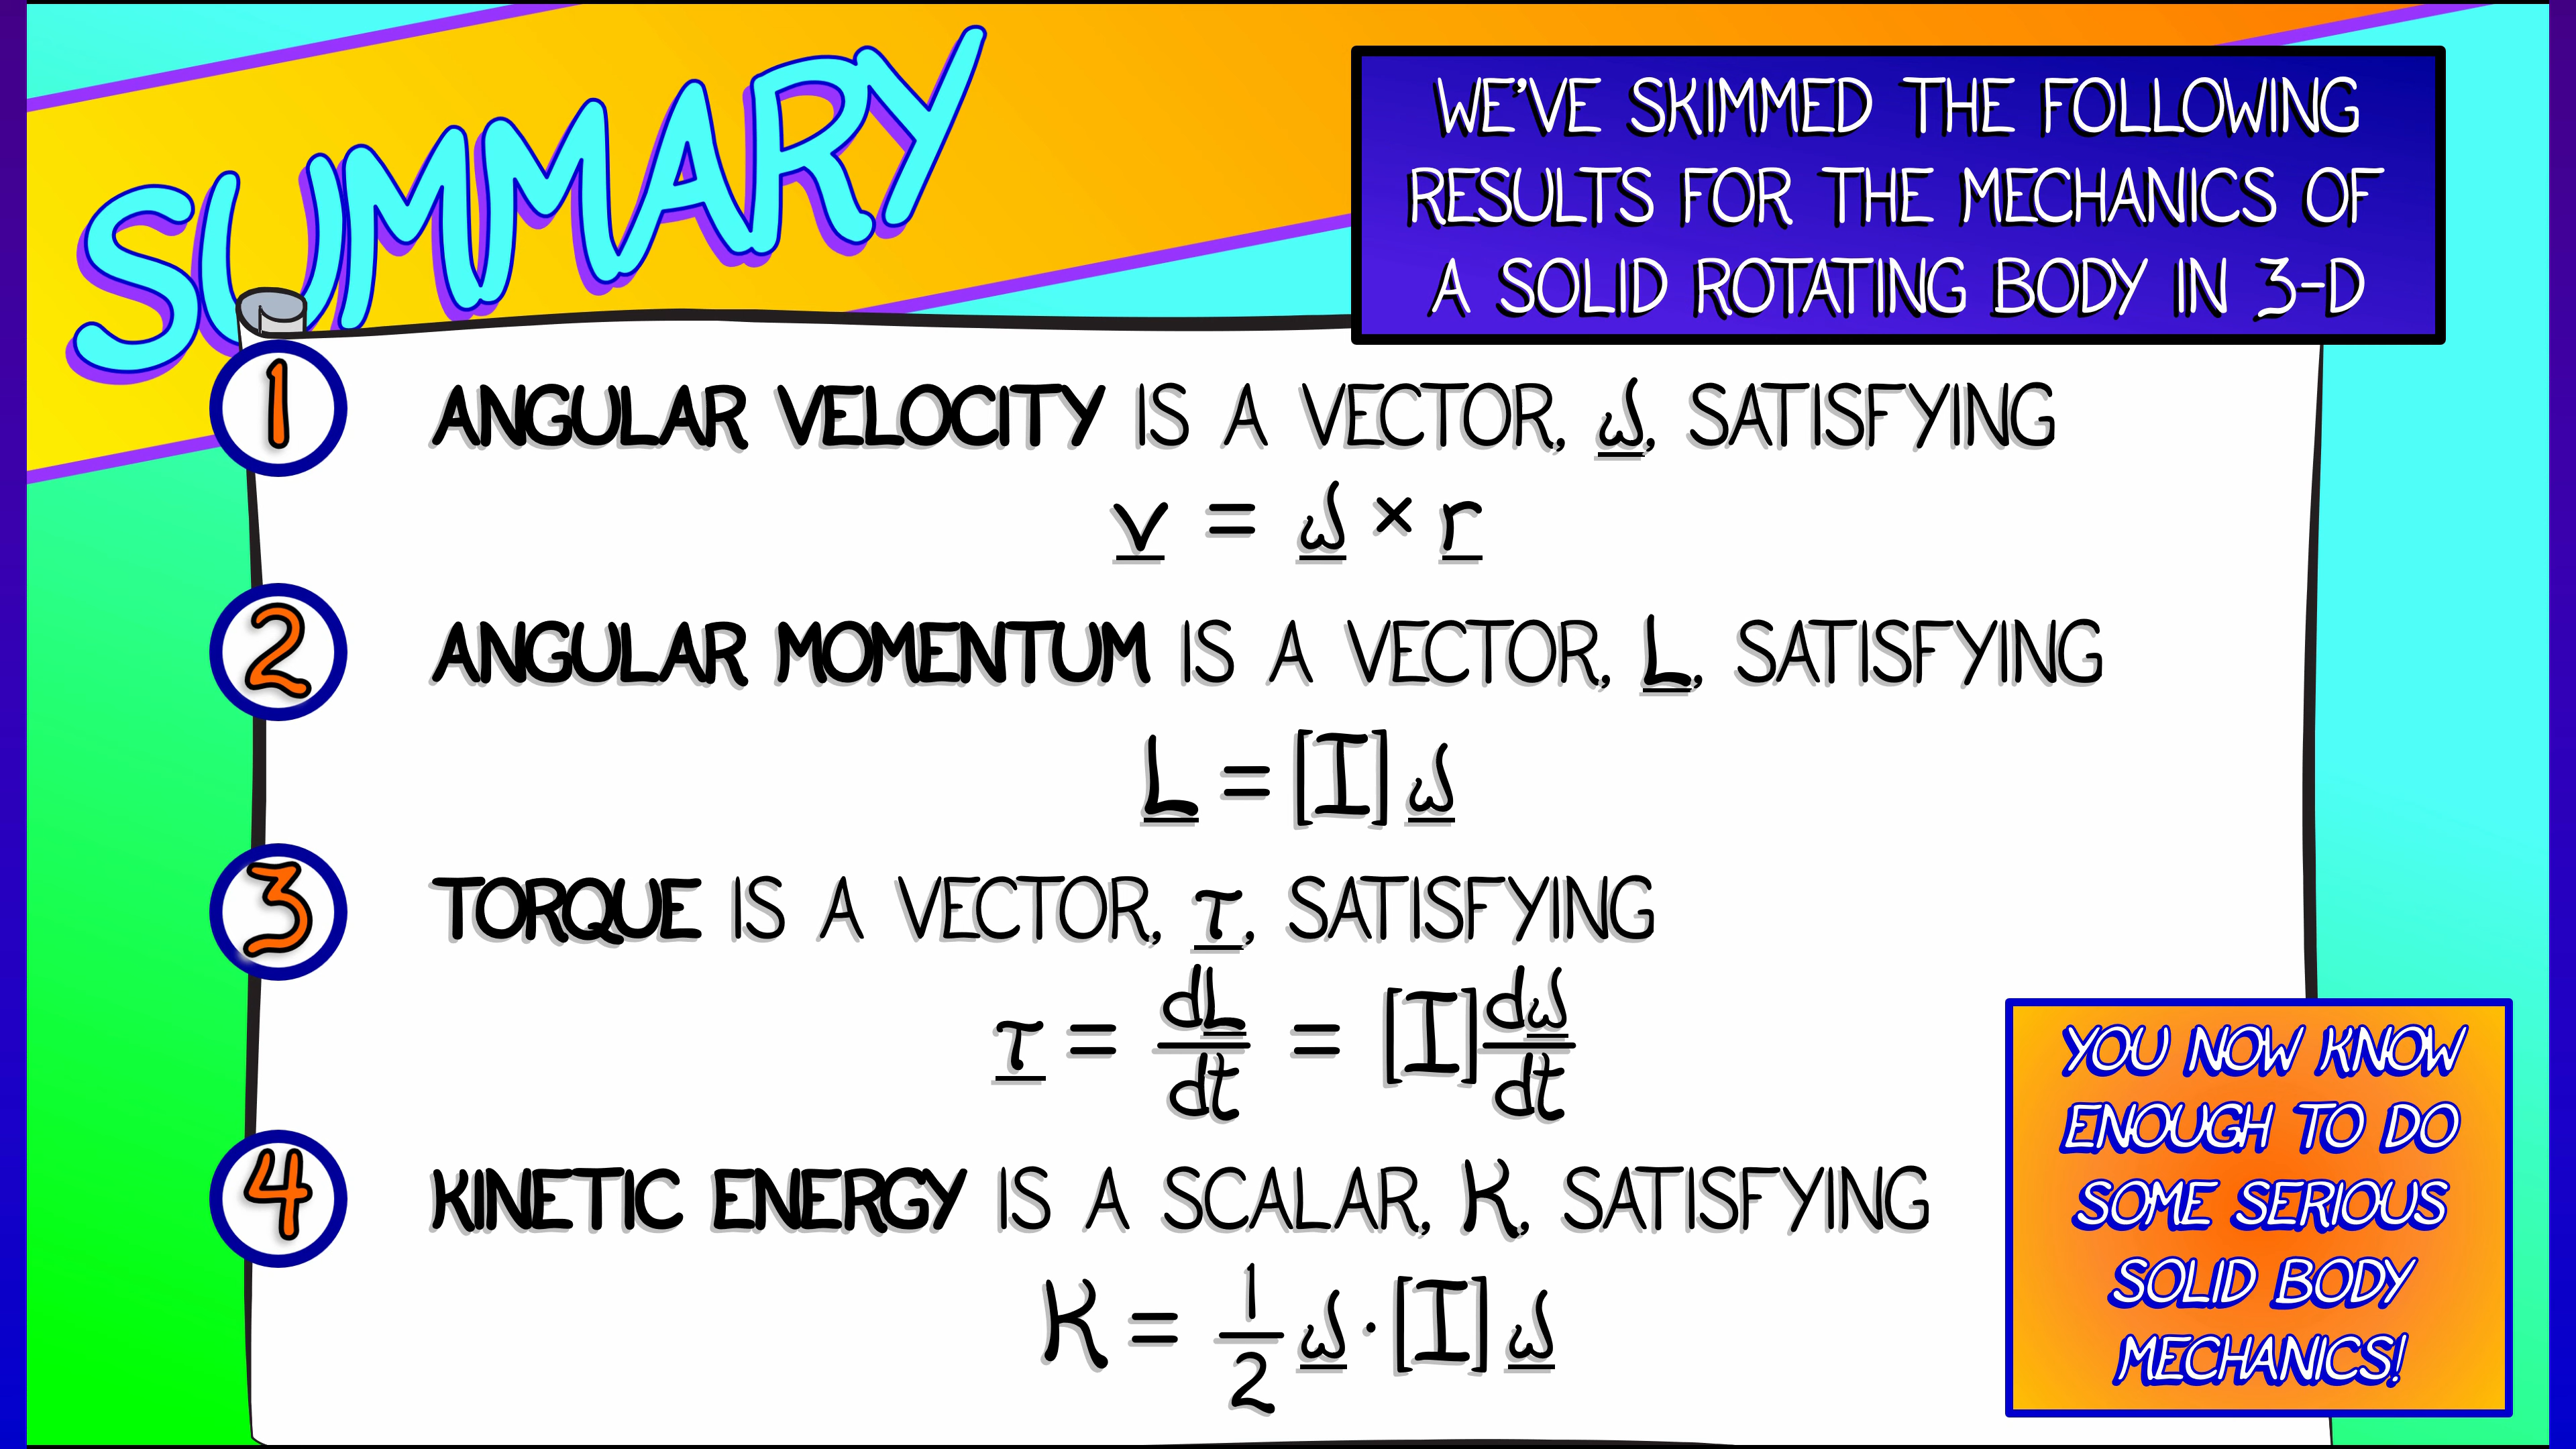 SUMMARY
WE'VE SKIMMED THE FOLLOWING
RESULTS FOR THE MECHANICS OF
A SOLID ROTATING BODY IN 3-D
1 ANGULAR VELOCITY IS A VECTOR, ω, SATISFYING
v = ω × r
2 ANGULAR MOMENTUM IS A VECTOR, L, SATISFYING
L = [I] ω
3 TORQUE IS A VECTOR, τ, SATISFYING
τ = dL/dt = [I] dω/dt
4 KINETIC ENERGY IS A SCALAR, K, SATISFYING
K = 1/2 ω · [I] ω
YOU NOW KNOW
ENOUGH TO DO
SOME SERIOUS
SOLID BODY
MECHANICS!